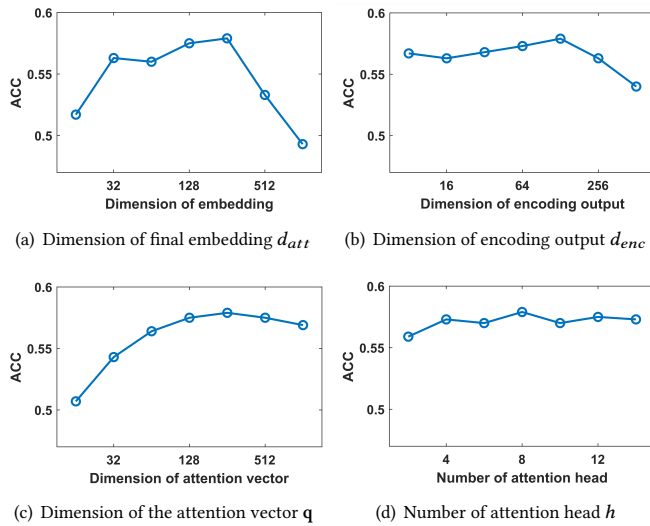 0.6
0.55
0.5
ACC
32 128 512
Dimension of embedding
(a) Dimension of final embedding d_att
0.6
0.55
0.5
ACC
16 64 256
Dimension of encoding output
(b) Dimension of encoding output d_enc
0.6
0.55
0.5
ACC
32 128 512
Dimension of attention vector
(c) Dimension of the attention vector q
0.6
0.55
0.5
ACC
4 8 12
Number of attention head
(d) Number of attention head h